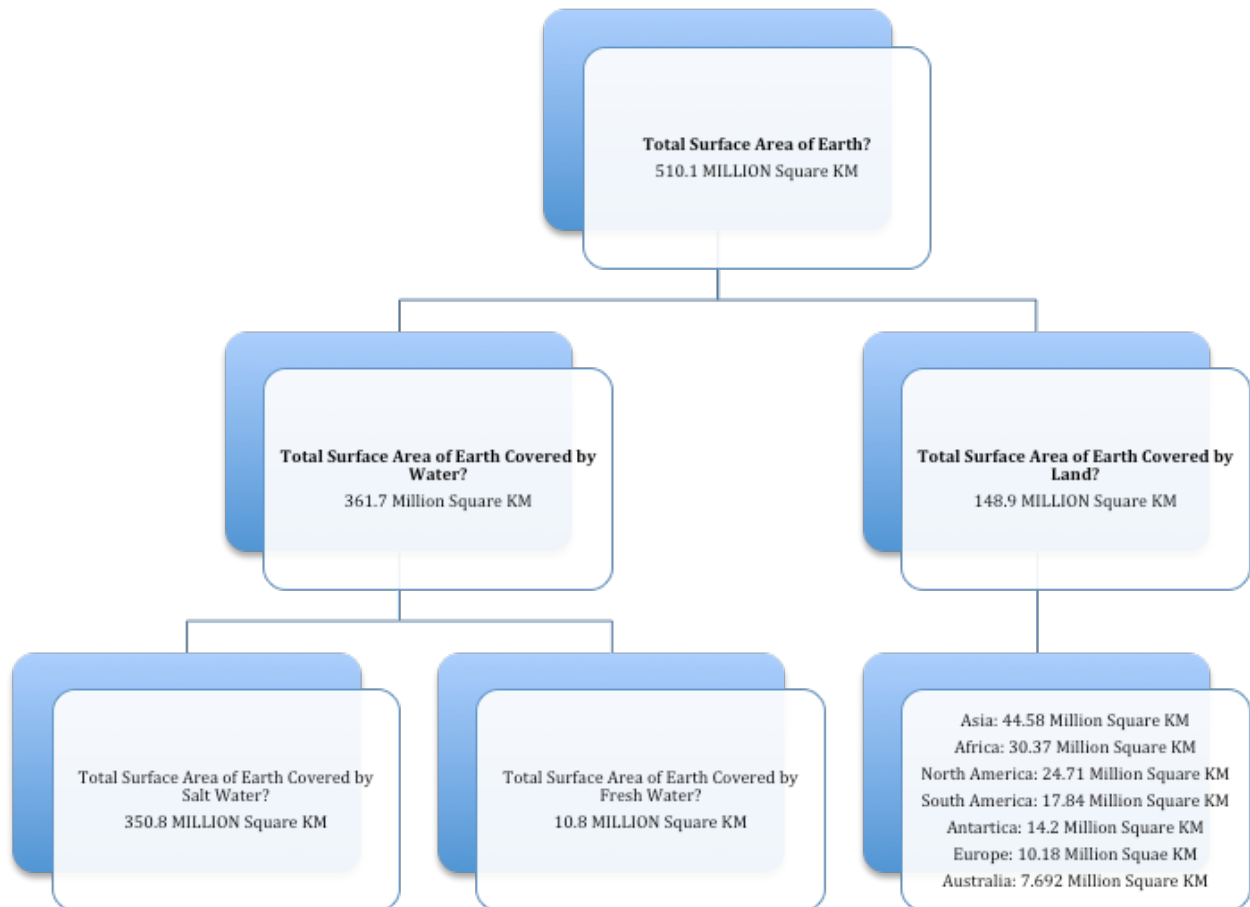 Total Surface Area of Earth?
510.1 MILLION Square KM
Total Surface Area of Earth Covered by
Water?
361.7 Million Square KM
Total Surface Area of Earth Covered by
Land?
148.9 MILLION Square KM
Total Surface Area of Earth Covered by
Salt Water?
350.8 MILLION Square KM
Total Surface Area of Earth Covered by
Fresh Water?
10.8 MILLION Square KM
Asia: 44.58 Million Square KM
Africa: 30.37 Million Square KM
North America: 24.71 Million Square KM
South America: 17.84 Million Square KM
Antartica: 14.2 Million Square KM
Europe: 10.18 Million Squae KM
Australia: 7.692 Million Square KM